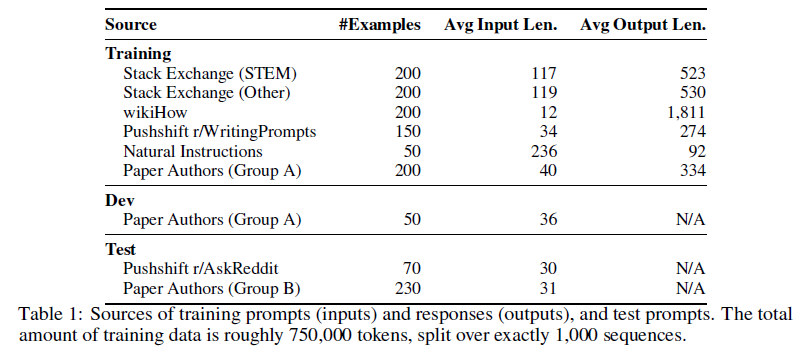 Source #Examples Avg Input Len. Avg Output Len.
Training
Stack Exchange (STEM) 200 117 523
Stack Exchange (Other) 200 119 530
wikiHow 200 12 1,811
Pushshift r/WritingPrompts 150 34 274
Natural Instructions 50 236 92
Paper Authors (Group A) 200 40 334
Dev
Paper Authors (Group A) 50 36 N/A
Test
Pushshift r/AskReddit 70 30 N/A
Paper Authors (Group B) 230 31 N/A
Table 1: Sources of training prompts (inputs) and responses (outputs), and test prompts. The total
amount of training data is roughly 750,000 tokens, split over exactly 1,000 sequences.